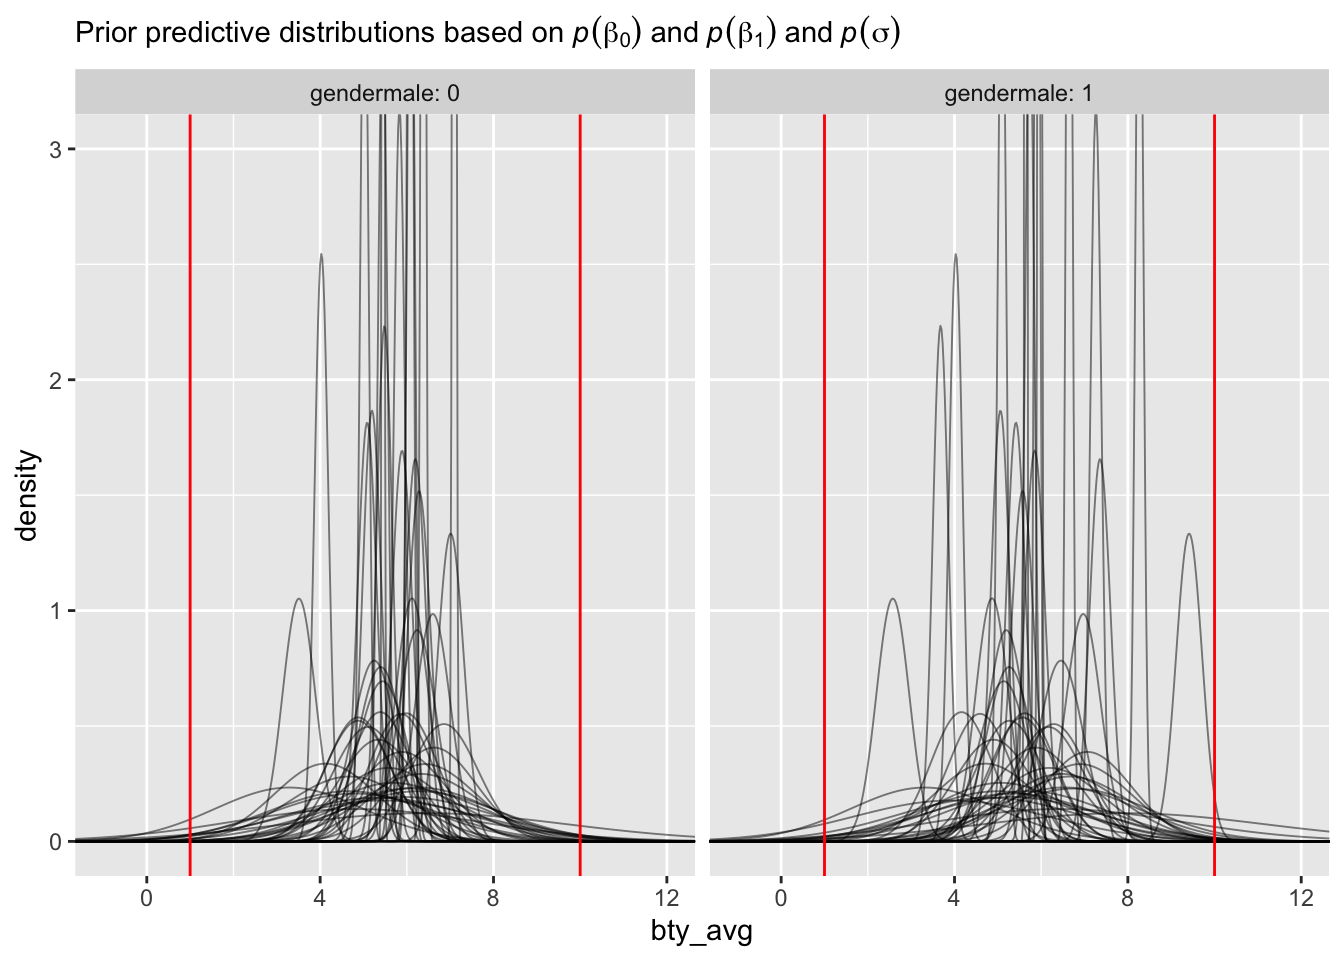 Prior predictive distributions based on p(β₀) and p(β₁) and p(σ)
gendermale: 0
gendermale: 1
3
2
1
0
density
0 4 8 12
0 4 8 12
bty_avg